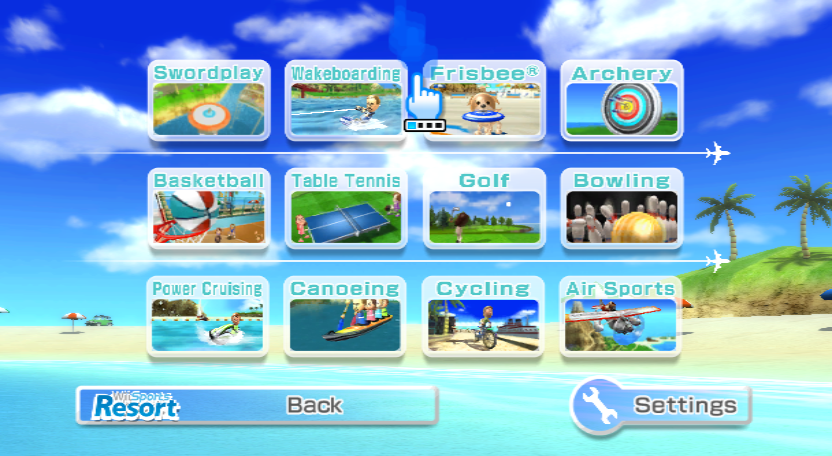 Swordplay
Wakeboarding
Frisbee®
Archery
Basketball
Table Tennis
Golf
Bowling
Power Cruising
Canoeing
Cycling
Air Sports
Wii Sports
Resort
Back
Settings